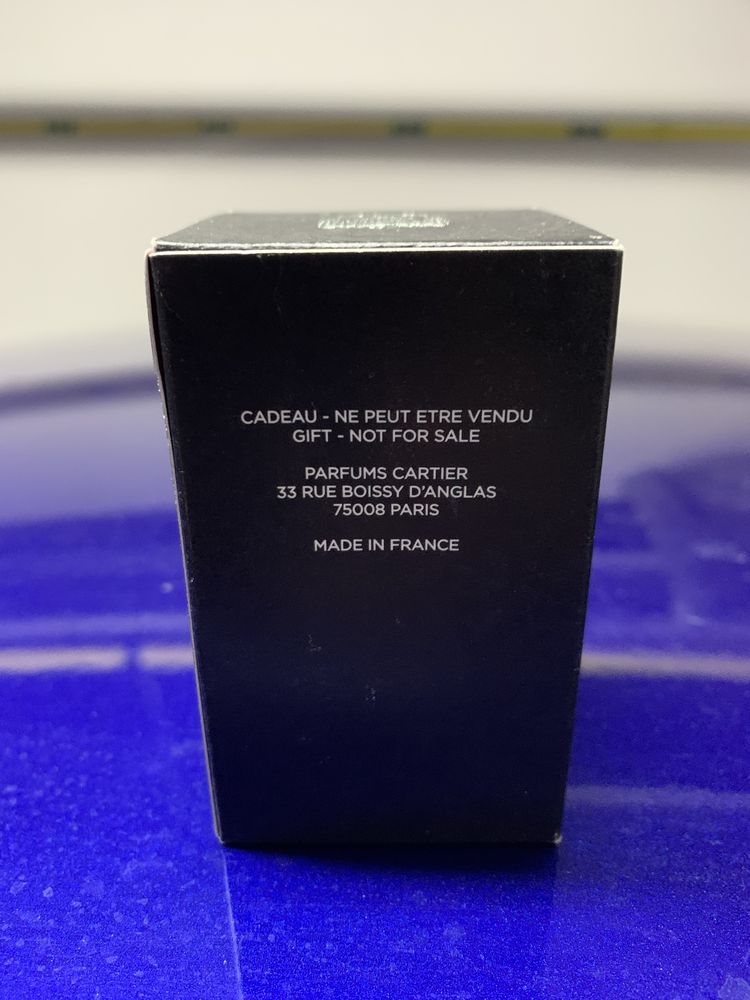 CADEAU - NE PEUT ETRE VENDU
GIFT - NOT FOR SALE
PARFUMS CARTIER
33 RUE BOISSY D'ANGLAS
75008 PARIS
MADE IN FRANCE